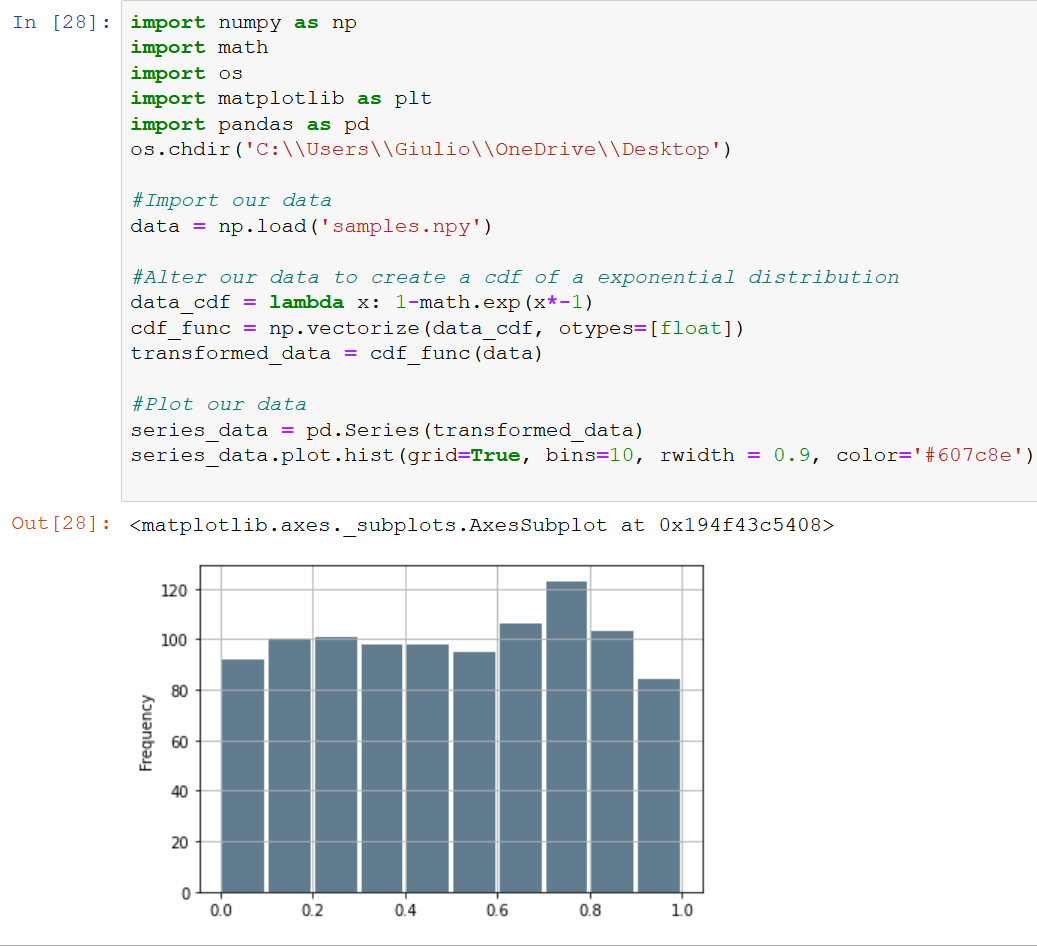 In [28]: import numpy as np
import math
import os
import matplotlib as plt
import pandas as pd
os.chdir('C:\\Users\\Giulio\\OneDrive\\Desktop')
#Import our data
data = np.load('samples.npy')
#Alter our data to create a cdf of a exponential distribution
data_cdf = lambda x: 1-math.exp(x*-1)
cdf_func = np.vectorize(data_cdf, otypes=[float])
transformed_data = cdf_func(data)
#Plot our data
series_data = pd.Series(transformed_data)
series_data.plot.hist(grid=True, bins=10, rwidth = 0.9, color='#607c8e')
Out[28]: <matplotlib.axes._subplots.AxesSubplot at 0x194f43c5408>
120
100
80
60
40
20
0
Frequency
0.0 0.2 0.4 0.6 0.8 1.0